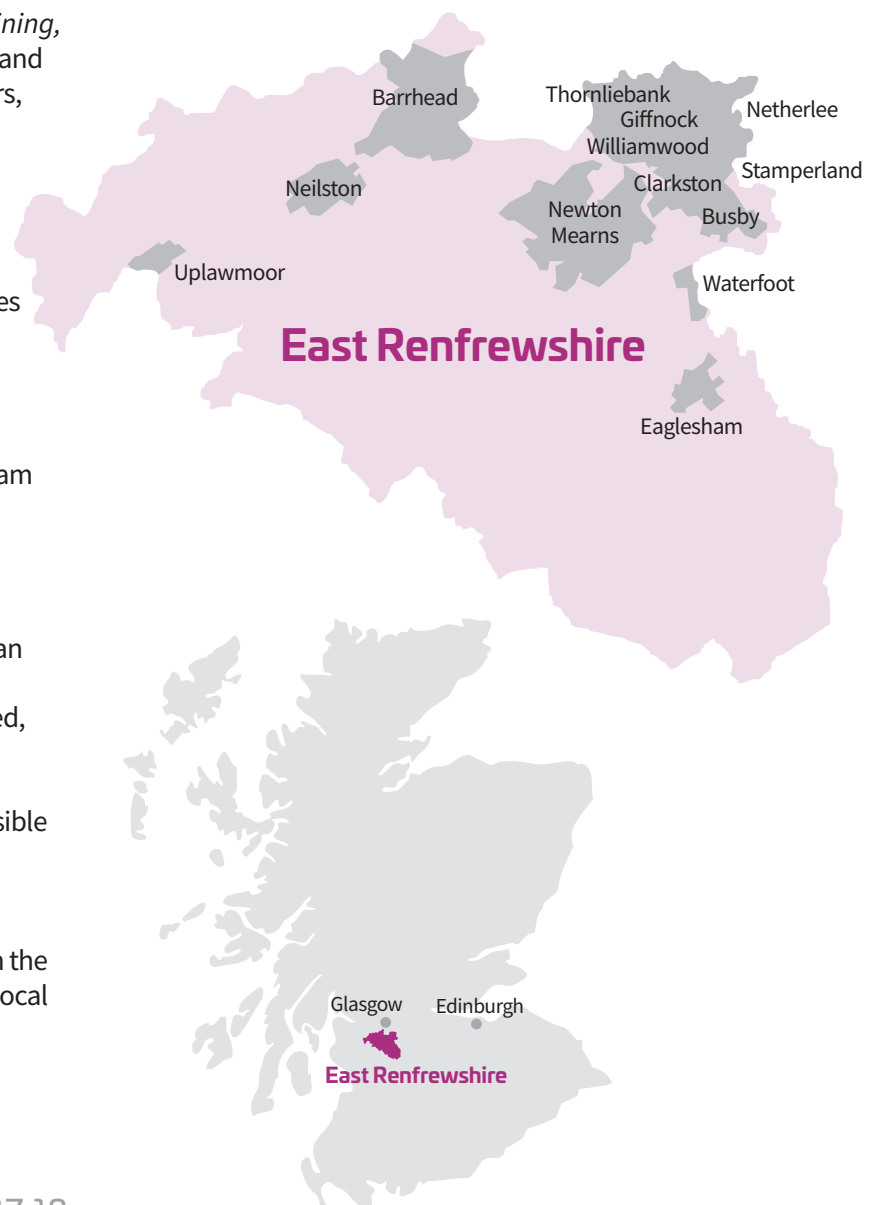 ining,
and
rs,
es
am
an
ed,
sible
n the
ocal
Barrhead
Thornliebank
Giffnock
Williamwood
Netherlee
Stamperland
Clarkston
Busby
Neilston
Newton
Mearns
Uplawmoor
Waterfoot
East Renfrewshire
Eaglesham
Glasgow
Edinburgh
East Renfrewshire